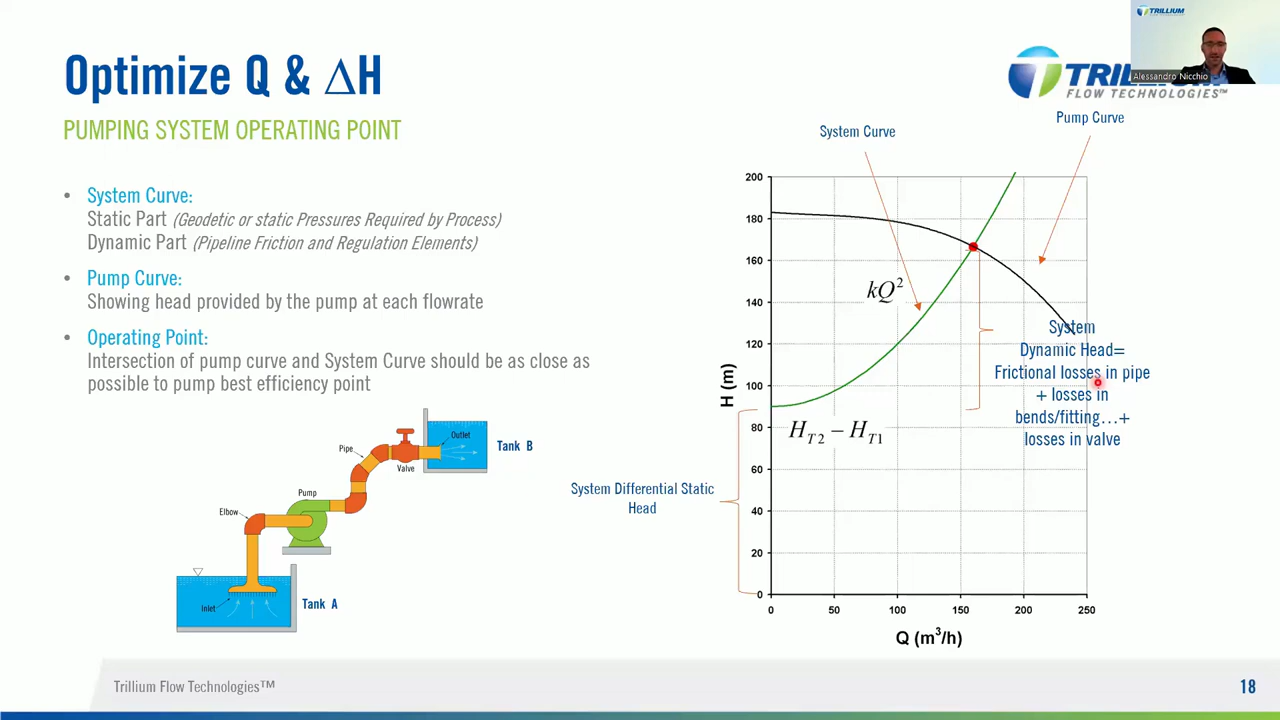 Optimize Q & ΔH
PUMPING SYSTEM OPERATING POINT
• System Curve:
Static Part (Geodetic or static Pressures Required by Process)
Dynamic Part (Pipeline Friction and Regulation Elements)
• Pump Curve:
Showing head provided by the pump at each flowrate
• Operating Point:
Intersection of pump curve and System Curve should be as close as
possible to pump best efficiency point
Outlet
Tank B
Pipe
Valve
Pump
Elbow
Inlet
Tank A
TRILLIUM
Alessandro Nicchio
TRIL
FLOW TECHNOLOGIES™
System Curve
Pump Curve
200
180
160
140
120
100
80
60
40
20
0
H (m)
kQ²
System
Dynamic Head=
Frictional losses in pipe
+ losses in
bends/fitting…+
losses in valve
H_T2 – H_T1
System Differential Static
Head
0 50 100 150 200 250
Q (m³/h)
Trillium Flow Technologies™
18